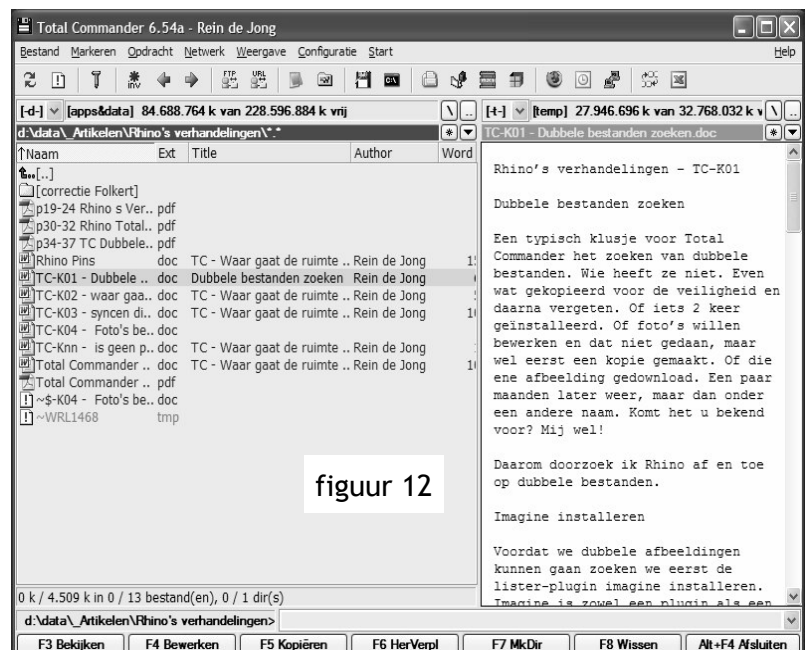 Total Commander 6.54a - Rein de Jong
Bestand Markeren Opdracht Netwerk Weergave Configuratie Start Help
inv FTP URL
[-d-] [apps&data] 84.688.764 k van 228.596.884 k vrij \ ..
d:\data\_Artikelen\Rhino's verhandelingen\*.* * ▼
↑Naam Ext Title Author Word
[..]
[correctie Folkert]
p19-24 Rhino s Ver.. pdf
p30-32 Rhino Total.. pdf
p34-37 TC Dubbele.. pdf
Rhino Pins doc TC - Waar gaat de ruimte .. Rein de Jong
TC-K01 - Dubbele .. doc Dubbele bestanden zoeken Rein de Jong
TC-K02 - waar gaa.. doc TC - Waar gaat de ruimte .. Rein de Jong
TC-K03 - syncen di.. doc TC - Waar gaat de ruimte .. Rein de Jong
TC-K04 - Foto's be.. doc
TC-Knn - is geen p.. doc TC - Waar gaat de ruimte .. Rein de Jong
Total Commander .. doc TC - Waar gaat de ruimte .. Rein de Jong
Total Commander .. pdf
~$-K04 - Foto's be.. doc
~WRL1468 tmp
figuur 12
0 k / 4.509 k in 0 / 13 bestand(en), 0 / 1 dir(s)
[-t-] [temp] 27.946.696 k van 32.768.032 k v \ ..
TC-K01 - Dubbele bestanden zoeken.doc * ▼
Rhino's verhandelingen - TC-K01
Dubbele bestanden zoeken
Een typisch klusje voor Total
Commander het zoeken van dubbele
bestanden. Wie heeft ze niet. Even
wat gekopieerd voor de veiligheid en
daarna vergeten. Of iets 2 keer
geïnstalleerd. Of foto's willen
bewerken en dat niet gedaan, maar
wel eerst een kopie gemaakt. Of die
ene afbeelding gedownload. Een paar
maanden later weer, maar dan onder
een andere naam. Komt het u bekend
voor? Mij wel!
Daarom doorzoek ik Rhino af en toe
op dubbele bestanden.
Imagine installeren
Voordat we dubbele afbeeldingen
kunnen gaan zoeken we eerst de
lister-plugin imagine installeren.
Imagine is zowel een plugin als een
d:\data\_Artikelen\Rhino's verhandelingen>
F3 Bekijken F4 Bewerken F5 Kopiëren F6 HerVerpl F7 MkDir F8 Wissen Alt+F4 Afsluiten